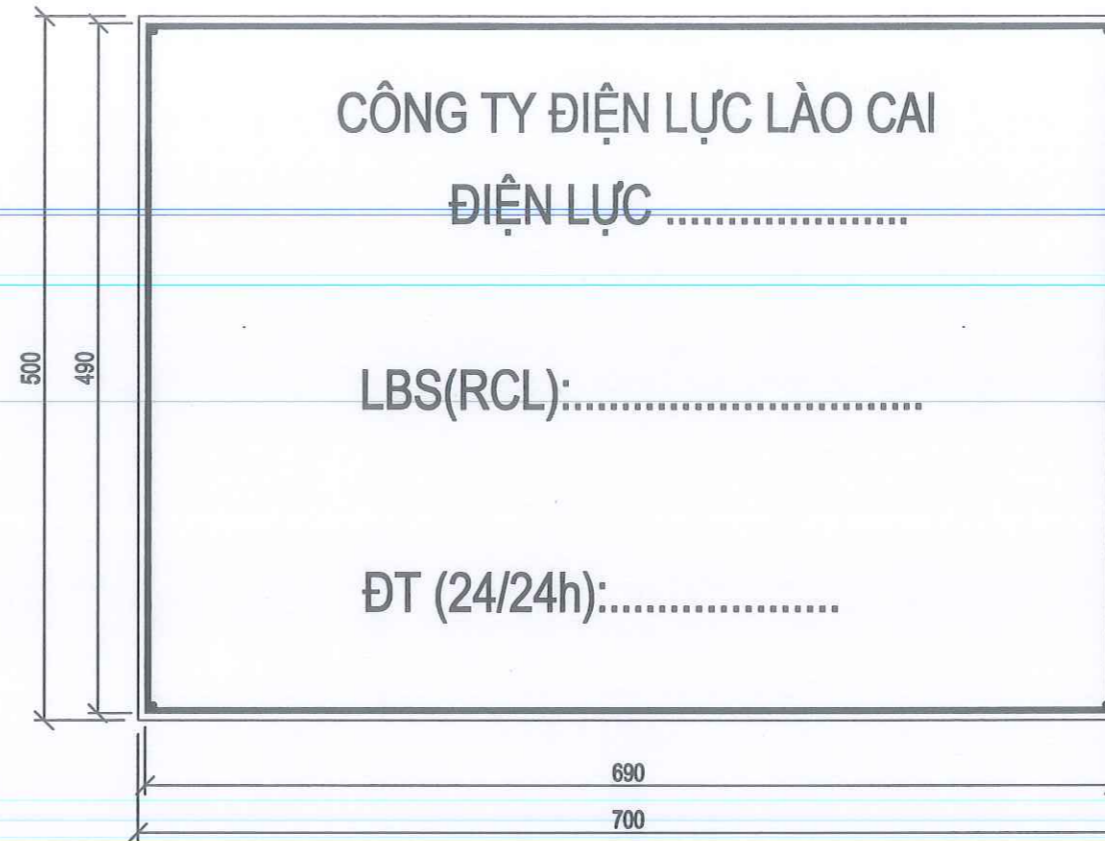 CÔNG TY ĐIỆN LỰC LÀO CAI
ĐIỆN LỰC ....................
LBS(RCL):..............................
ĐT (24/24h):....................
500
490
690
700